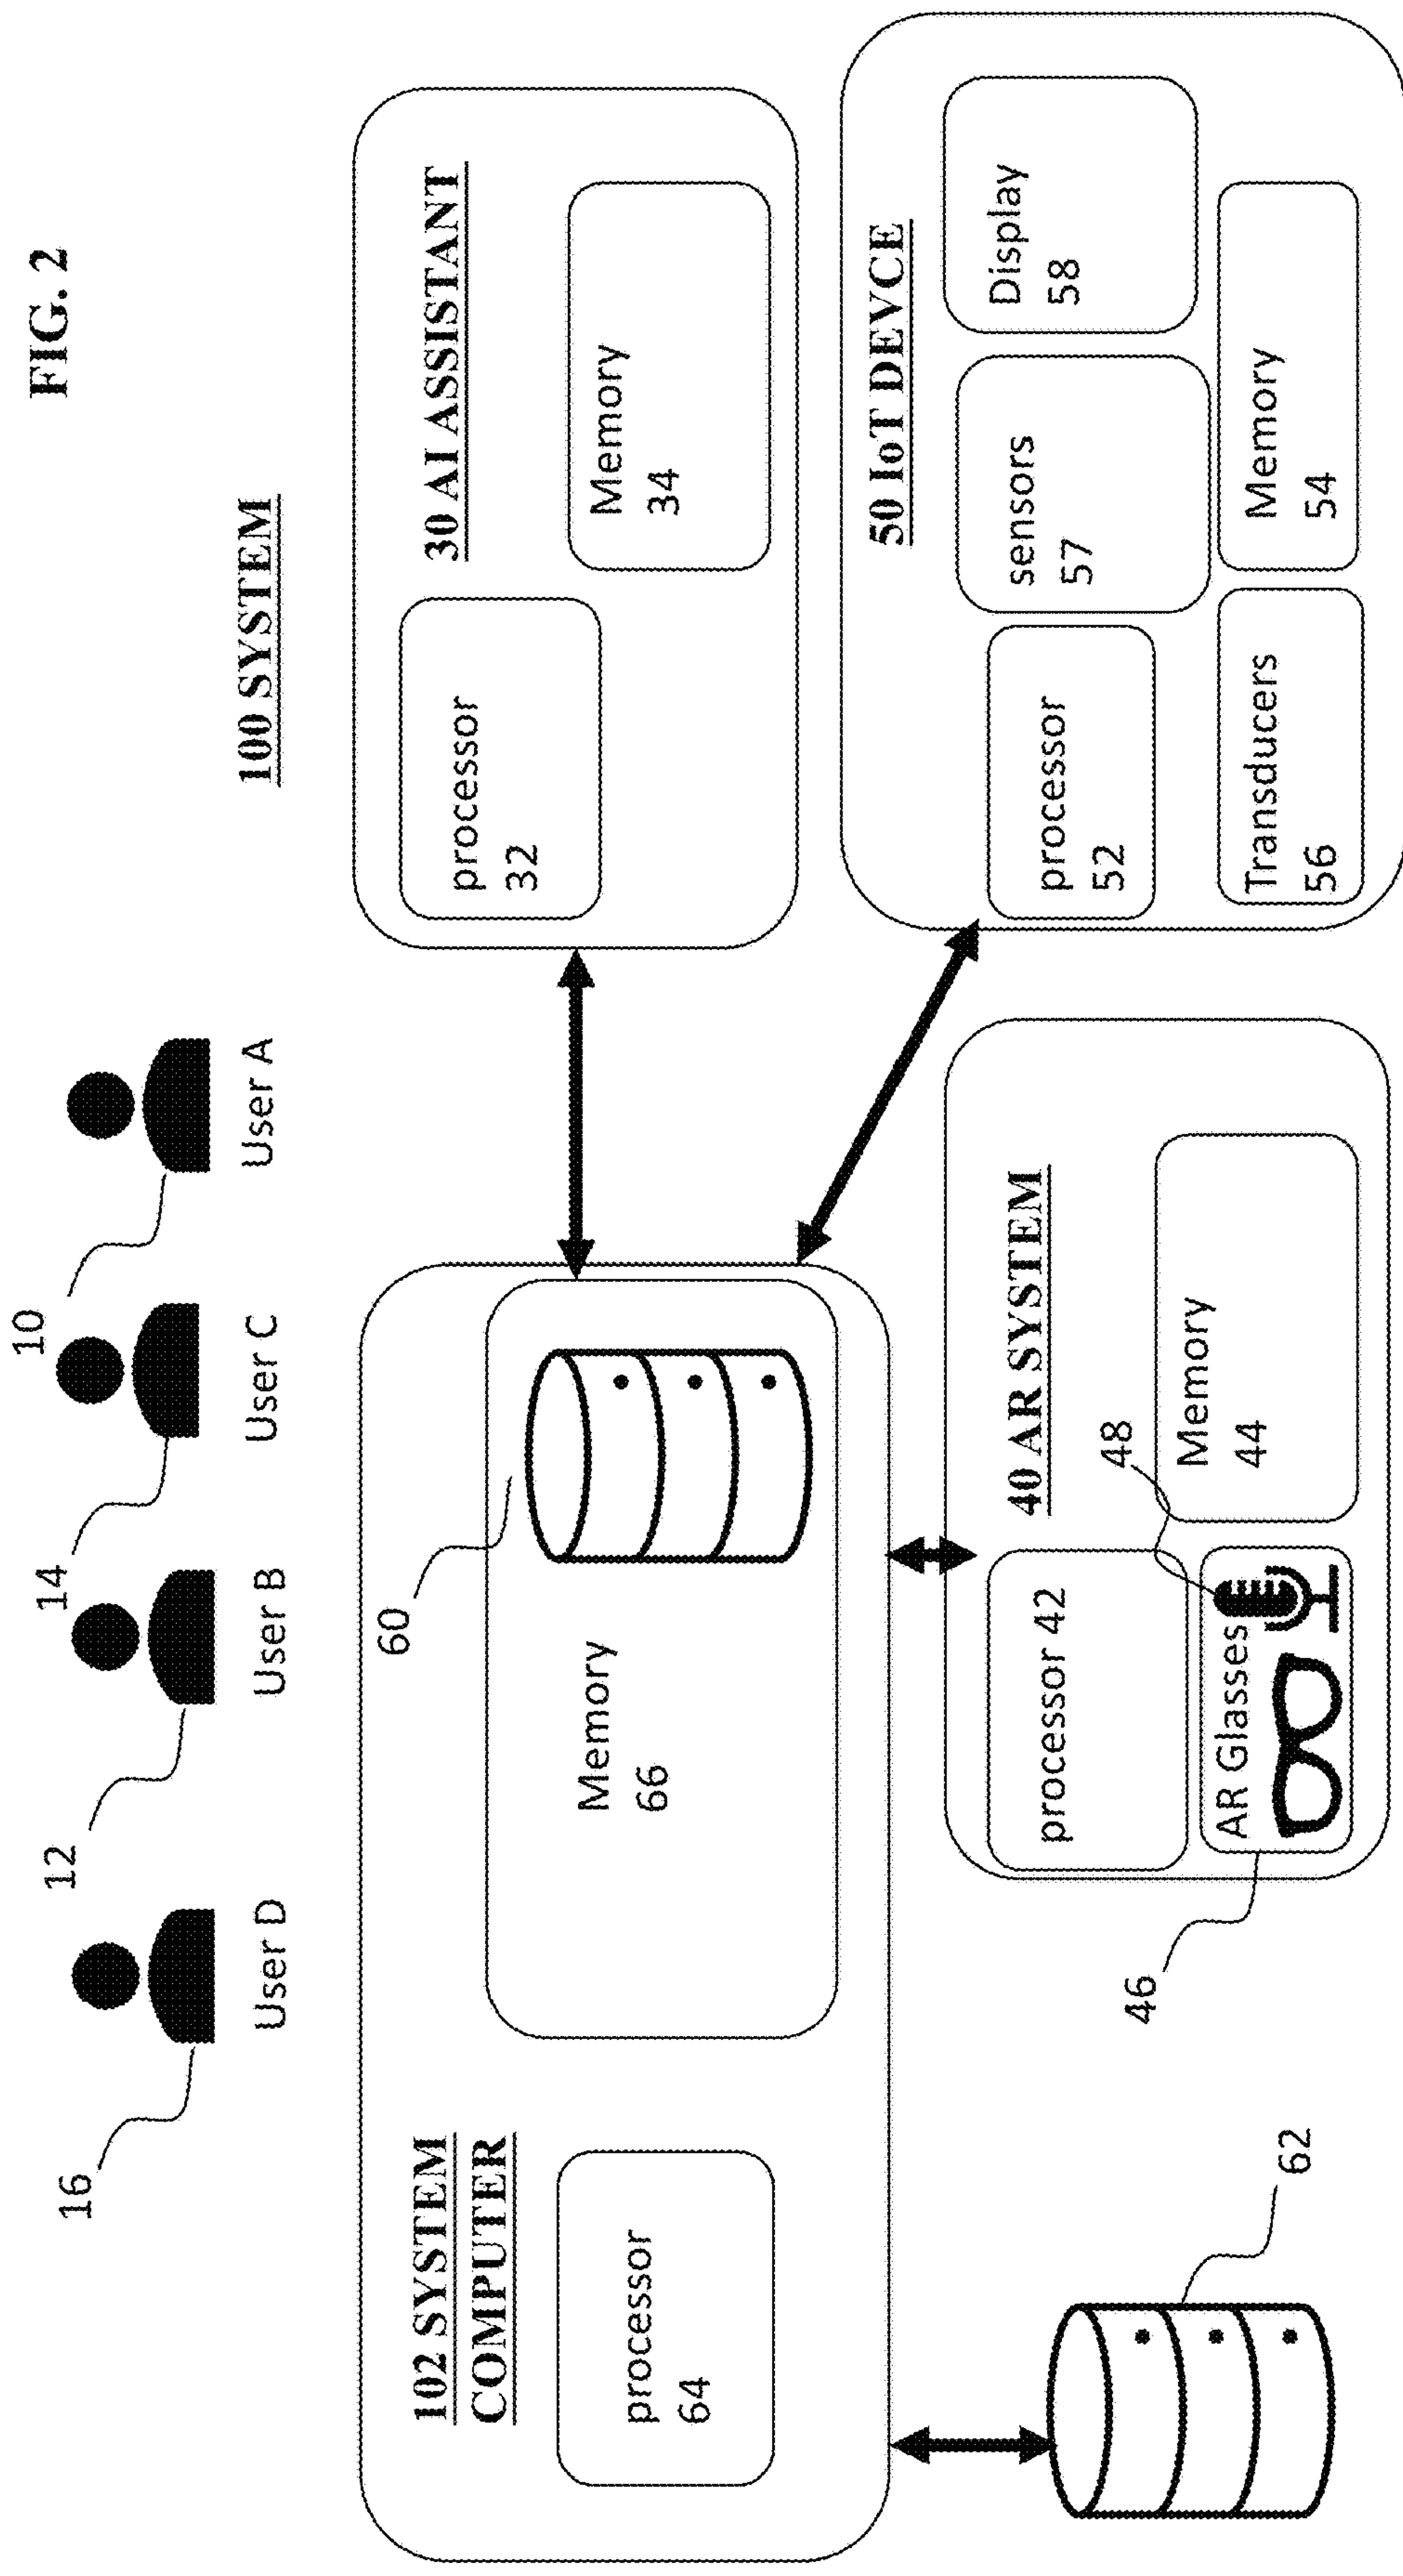 FIG. 2
100 SYSTEM
16
12
14
10
User D
User B
User C
User A
102 SYSTEM
COMPUTER
processor
64
60
Memory
66
30 AI ASSISTANT
processor
32
Memory
34
62
40 AR SYSTEM
processor 42
48
Memory
44
AR Glasses
46
50 IoT DEVCE
processor
52
sensors
57
Display
58
Transducers
56
Memory
54